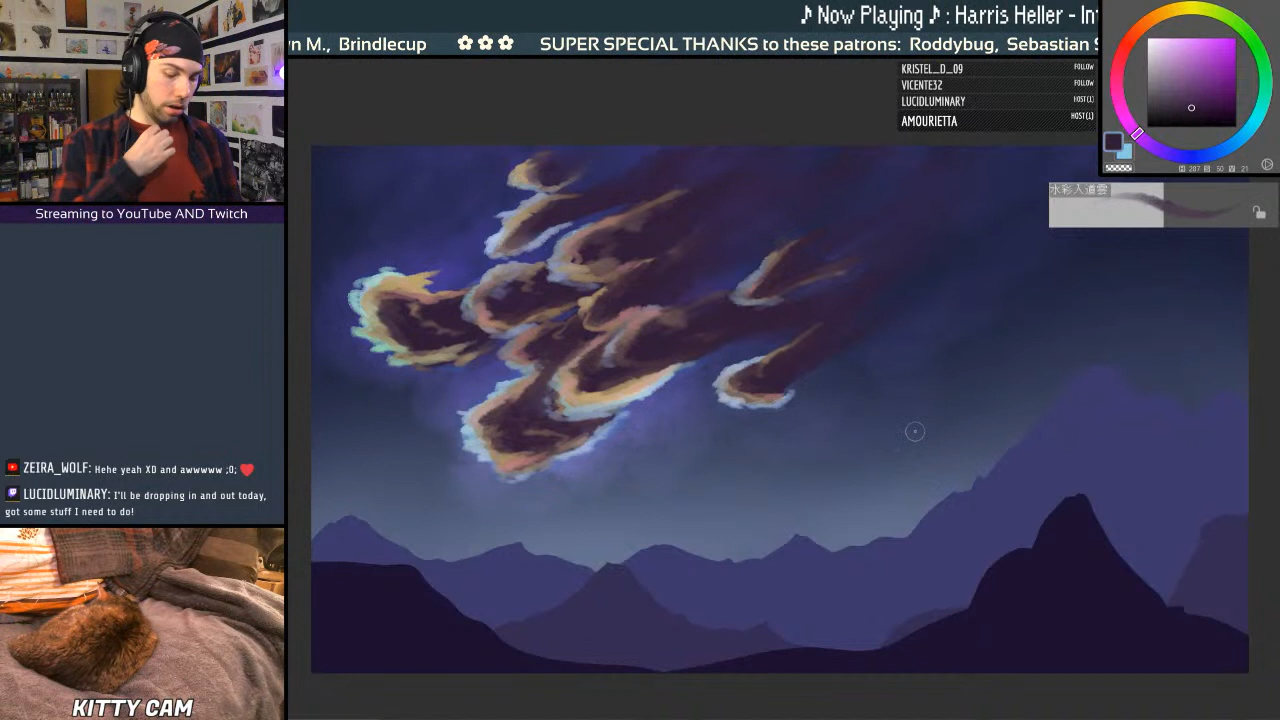 ♪ Now Playing ♪ : Harris Heller - In
n M., Brindlecup ✿ ✿ ✿ SUPER SPECIAL THANKS to these patrons: Roddybug, Sebastian S
KRISTEL_D_09 FOLLOW
VICENTE32 FOLLOW
LUCIDLUMINARY HOST(1)
AMOURIETTA HOST(1)
水彩人道雲
Streaming to YouTube AND Twitch
ZEIRA_WOLF: Hehe yeah XD and awwwww ;0; ❤
LUCIDLUMINARY: I'll be dropping in and out today,
got some stuff I need to do!
KITTY CAM